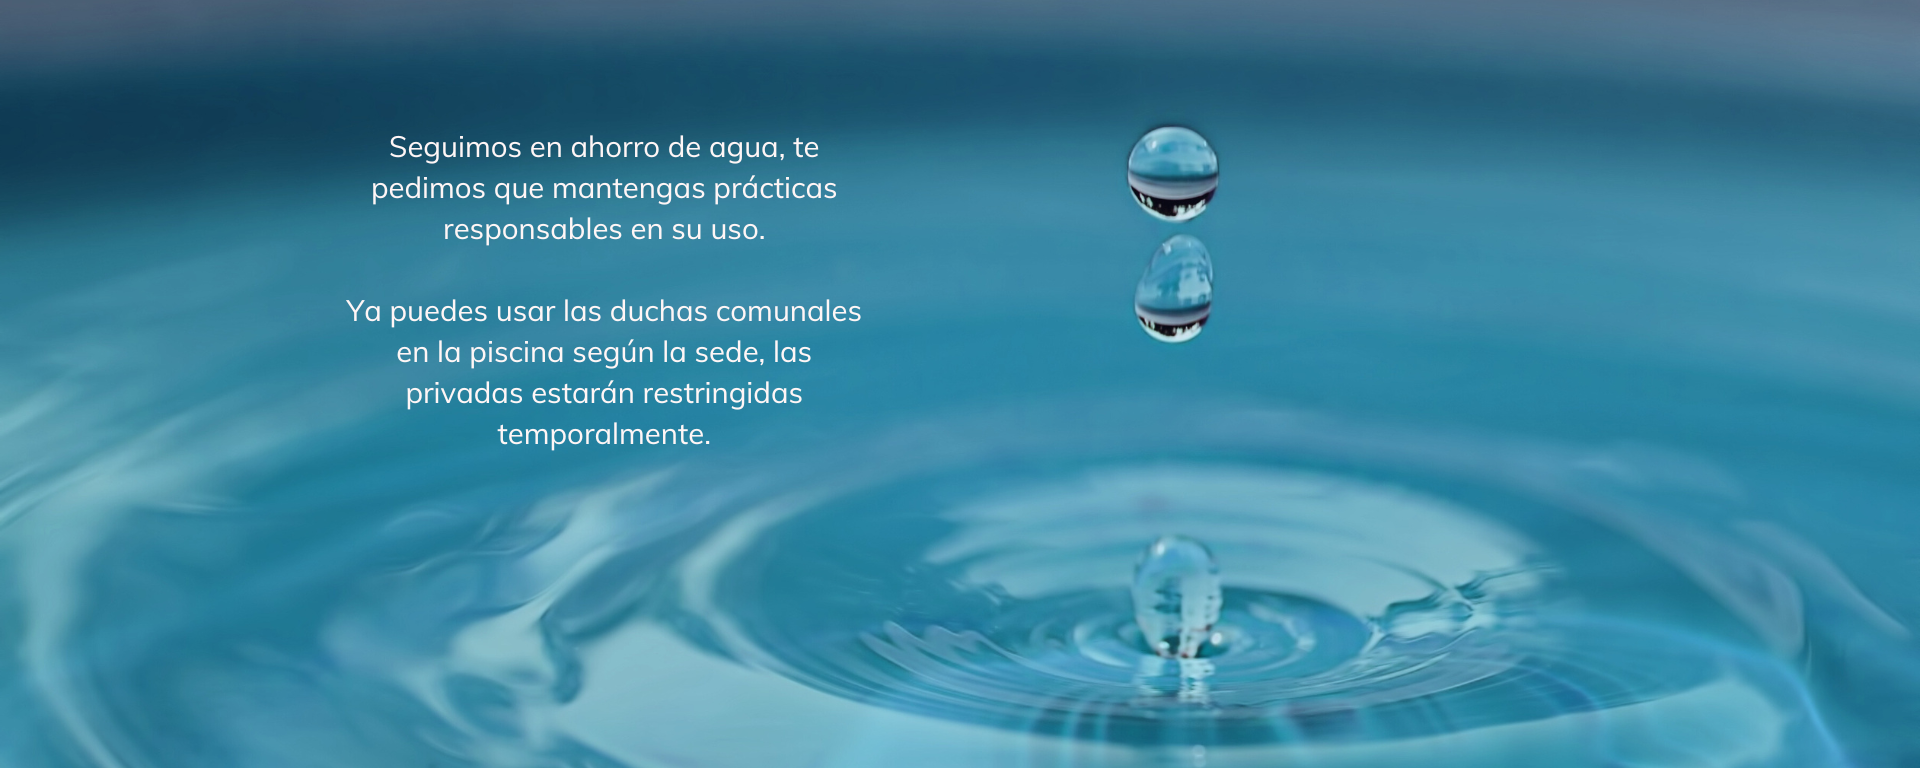 Seguimos en ahorro de agua, te
pedimos que mantengas prácticas
responsables en su uso.
Ya puedes usar las duchas comunales
en la piscina según la sede, las
privadas estarán restringidas
temporalmente.